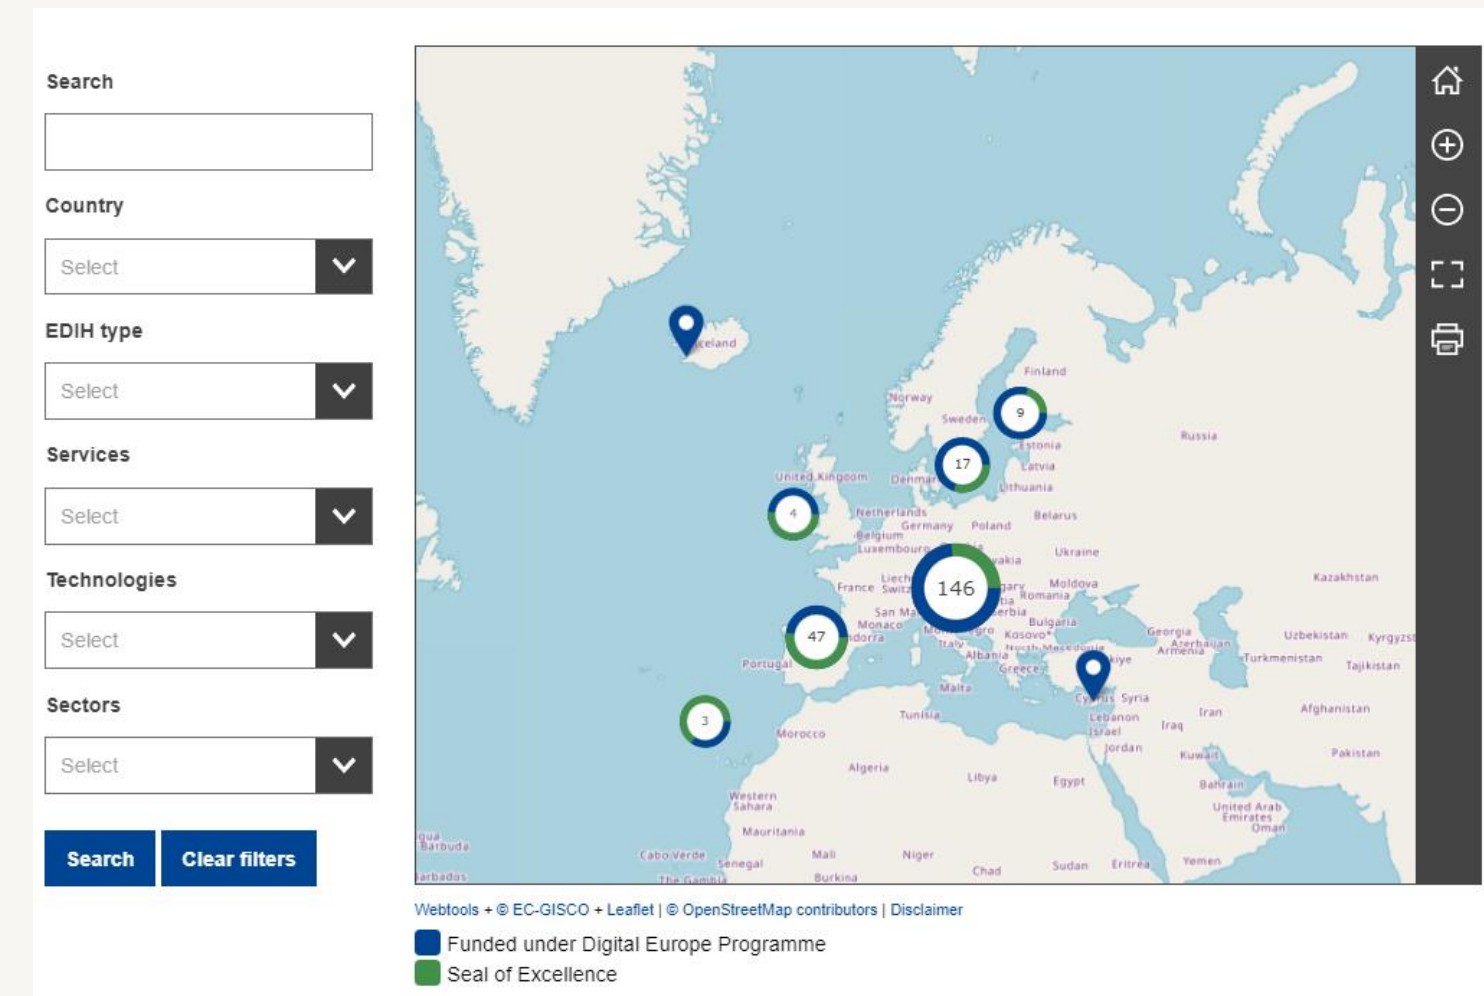 Search
Country
Select
EDIH type
Select
Services
Select
Technologies
Select
Sectors
Select
Search Clear filters
Iceland
Finland
Norway
Sweden
9
Estonia
Russia
17
Latvia
United Kingdom
Lithuania
4
Netherlands
Belarus
Germany Poland
Belgium
Luxembourg
Ukraine
146
Kazakhstan
France
Moldova
Romania
Monaco
Bulgaria
47
Kosovo*
Georgia
Uzbekistan
Italy
North Macedonia
Azerbaijan
Armenia
Albania
Turkmenistan
Portugal
Greece
Tajikistan
Malta
Cyprus Syria
3
Tunisia
Lebanon
Iran
Afghanistan
Morocco
Israel
Iraq
Jordan
Kuwait
Pakistan
Algeria
Libya
Egypt
Bahrain
Western
Sahara
United Arab
Emirates
Oman
Mauritania
Barbuda
Cabo Verde
Senegal
Mali
Niger
Chad
Sudan
Eritrea
Yemen
The Gambia
Burkina
Webtools + © EC-GISCO + Leaflet | © OpenStreetMap contributors | Disclaimer
Funded under Digital Europe Programme
Seal of Excellence